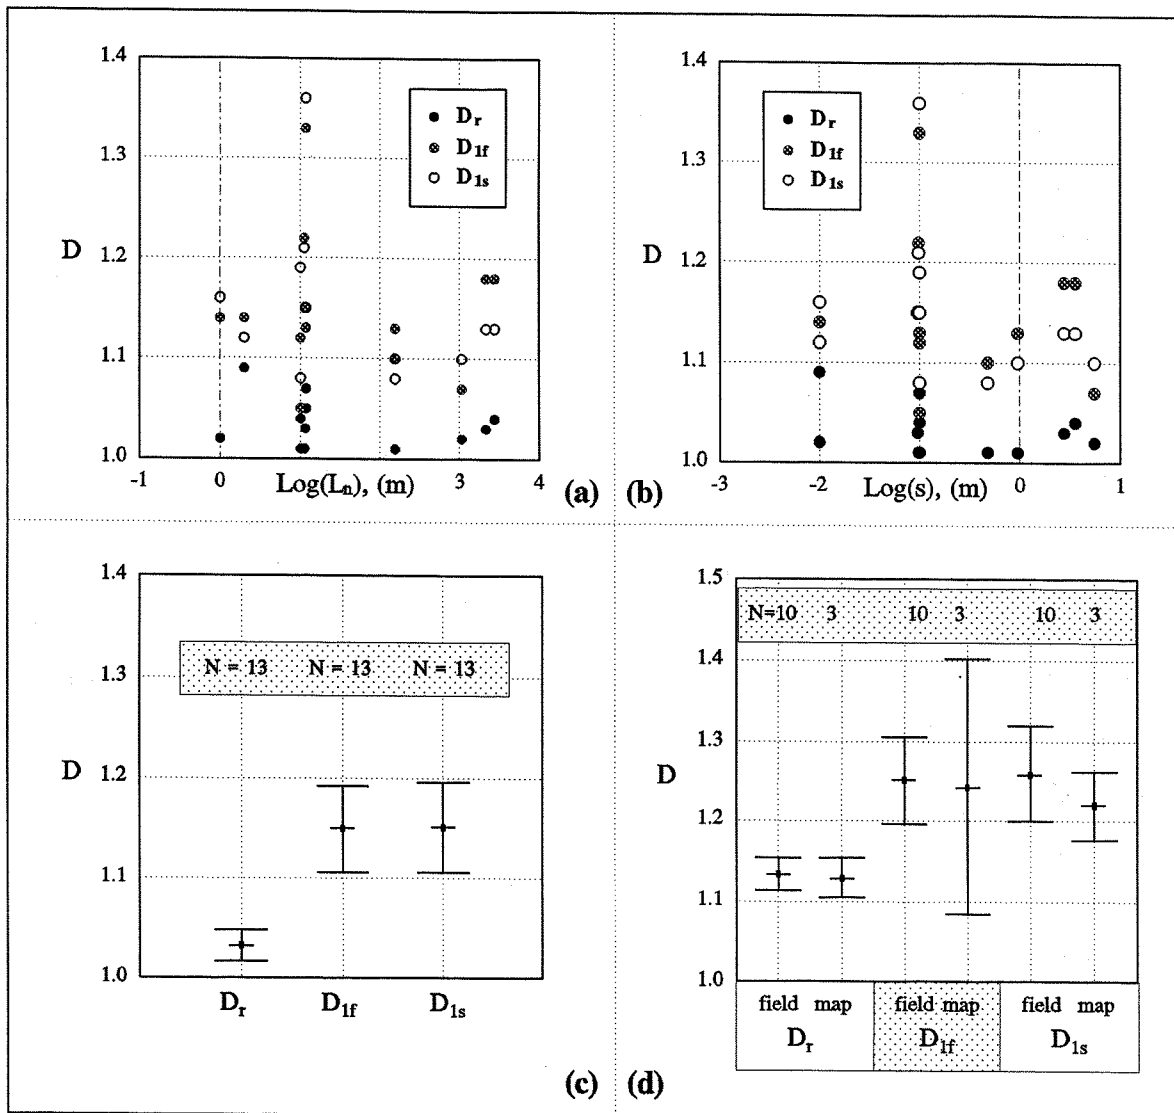 1.4
1.3
1.2
1.1
1.0
D
D_r
D_1f
D_1s
-1 0 3 4
Log(L_n), (m)
(a)
1.4
1.3
1.2
1.1
1.0
D
D_r
D_1f
D_1s
-3 -2 0 1
Log(s), (m)
(b)
1.4
1.3
1.2
1.1
1.0
D
N = 13 N = 13 N = 13
D_r D_1f D_1s
(c)
1.5
1.4
1.3
1.2
1.1
1.0
D
N=10 3 10 3 10 3
field map field map field map
D_r D_1f D_1s
(d)